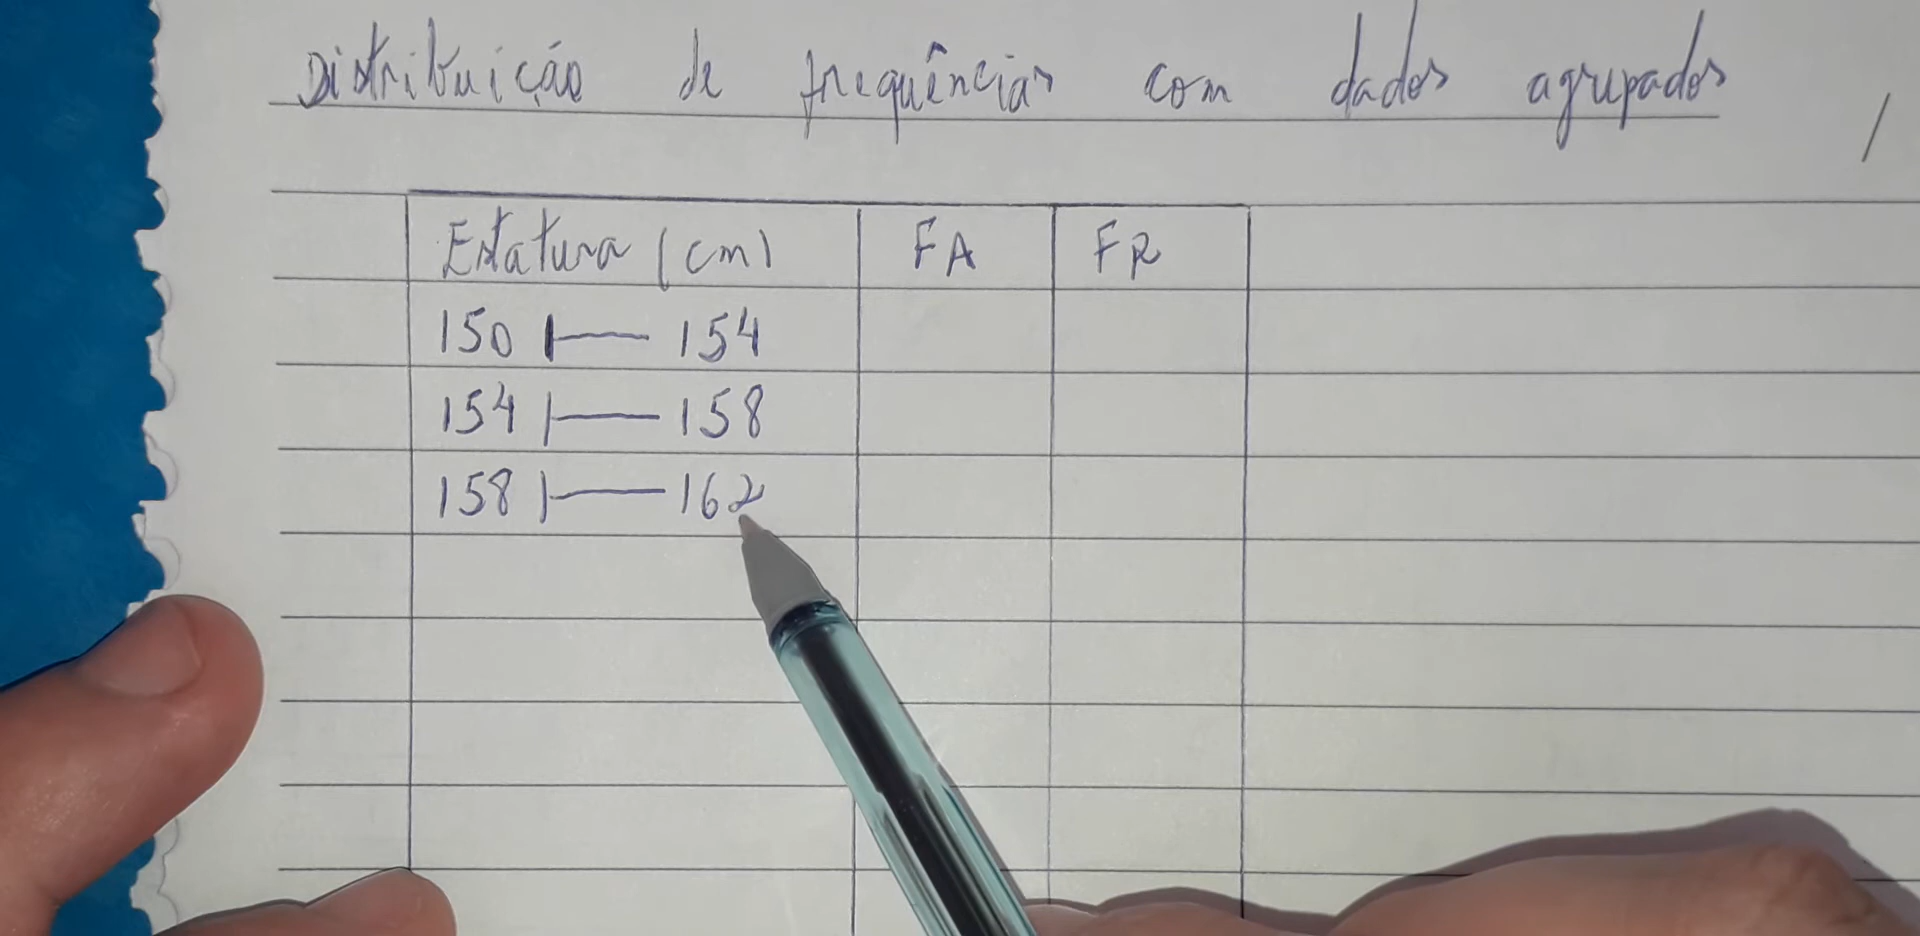 Distribuição de frequências com dados agrupados
Estatura (cm) FA FR
150 |—— 154
154 |—— 158
158 |—— 162